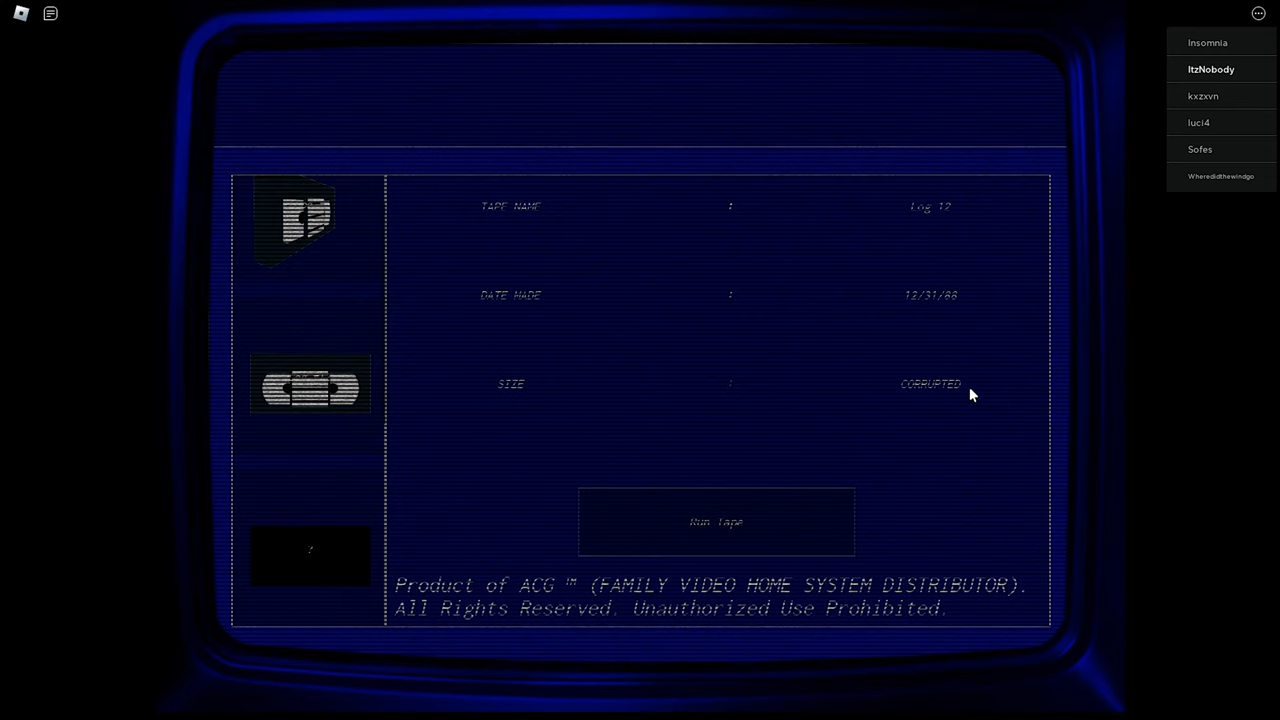 Insomnia
ItzNobody
kxzxvn
luci4
Sofes
Wheredidthewindgo
TAPE NAME : Log 12
DATE MADE : 12/31/88
SIZE : CORRUPTED
?
Run Tape
Product of ACG ™ (FAMILY VIDEO HOME SYSTEM DISTRIBUTOR).
All Rights Reserved. Unauthorized Use Prohibited.